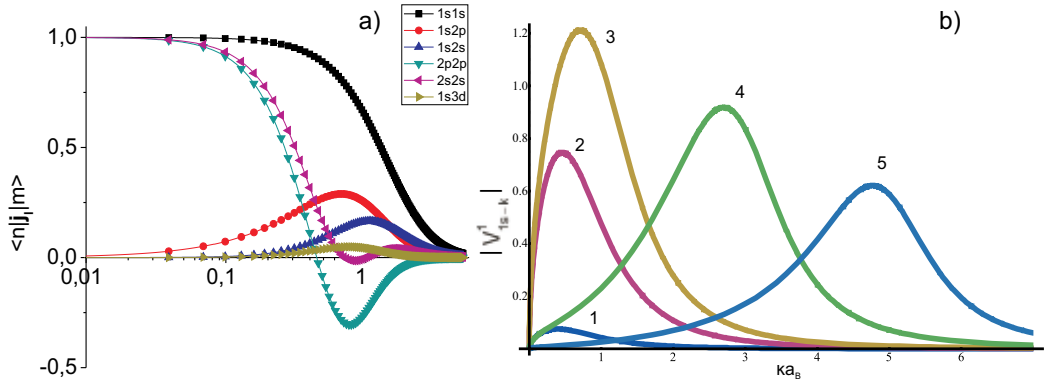 a)
1s1s
1s2p
1s2s
2p2p
2s2s
1s3d
1,0
0,5
0,0
-0,5
0,01
0,1
1
<n|j_l|m>
b)
1.2
1.0
0.8
0.6
0.4
0.2
1
2
3
4
5
1
2
3
4
5
6
κa_B
|V^1_{1s-k}|